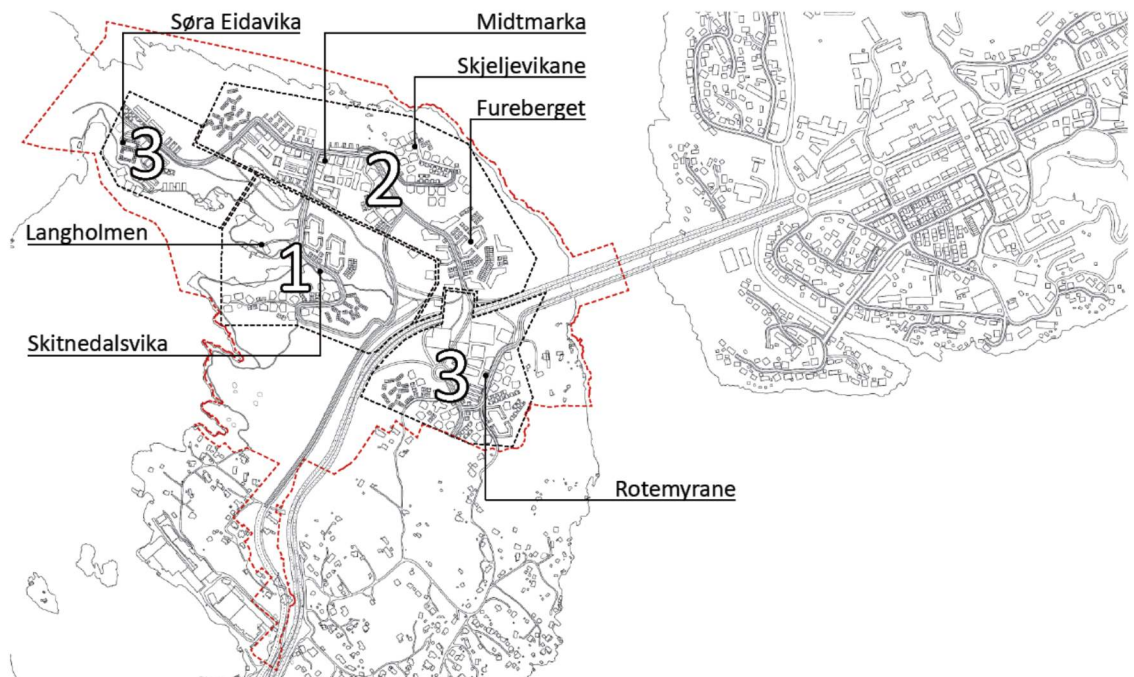 Søra Eidavika
Midtmarka
Skjeljevikane
Fureberget
3
2
Langholmen
1
Skitnedalsvika
3
Rotemyrane